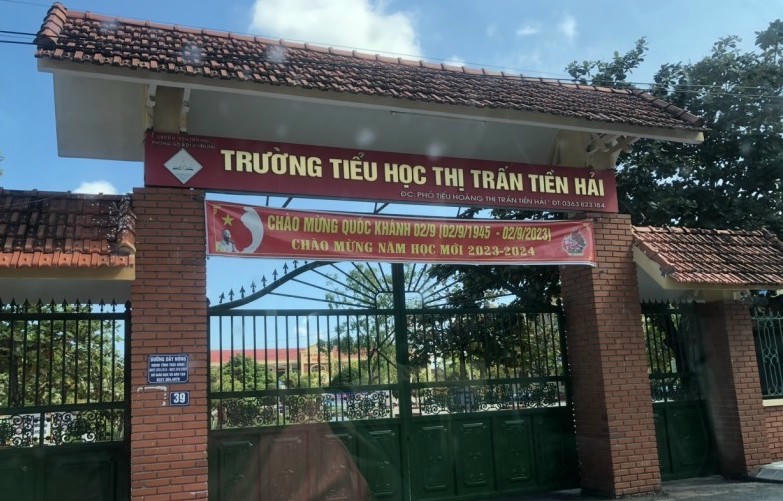 TRƯỜNG TIỂU HỌC THỊ TRẤN TIỀN HẢI
ĐC: PHỐ TIỂU HOÀNG THỊ TRẤN TIỀN HẢI * ĐT: 0363 823 184
CHÀO MỪNG QUỐC KHÁNH 02/9 (02/9/1945 - 02/9/2023)
CHÀO MỪNG NĂM HỌC MỚI 2023-2024
ĐƯỜNG DÂY NÓNG
39